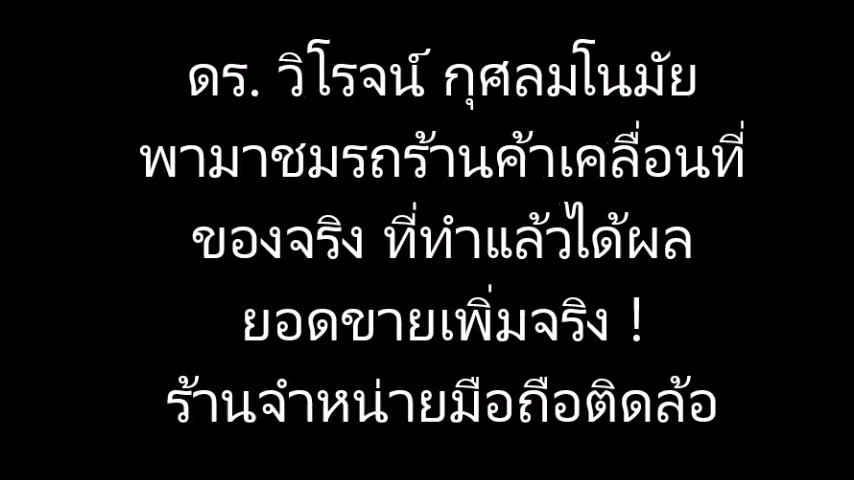 ดร. วิโรจน์ กุศลมโนมัย
พามาชมรถร้านค้าเคลื่อนที่
ของจริง ที่ทำแล้วได้ผล
ยอดขายเพิ่มจริง !
ร้านจำหน่ายมือถือติดล้อ